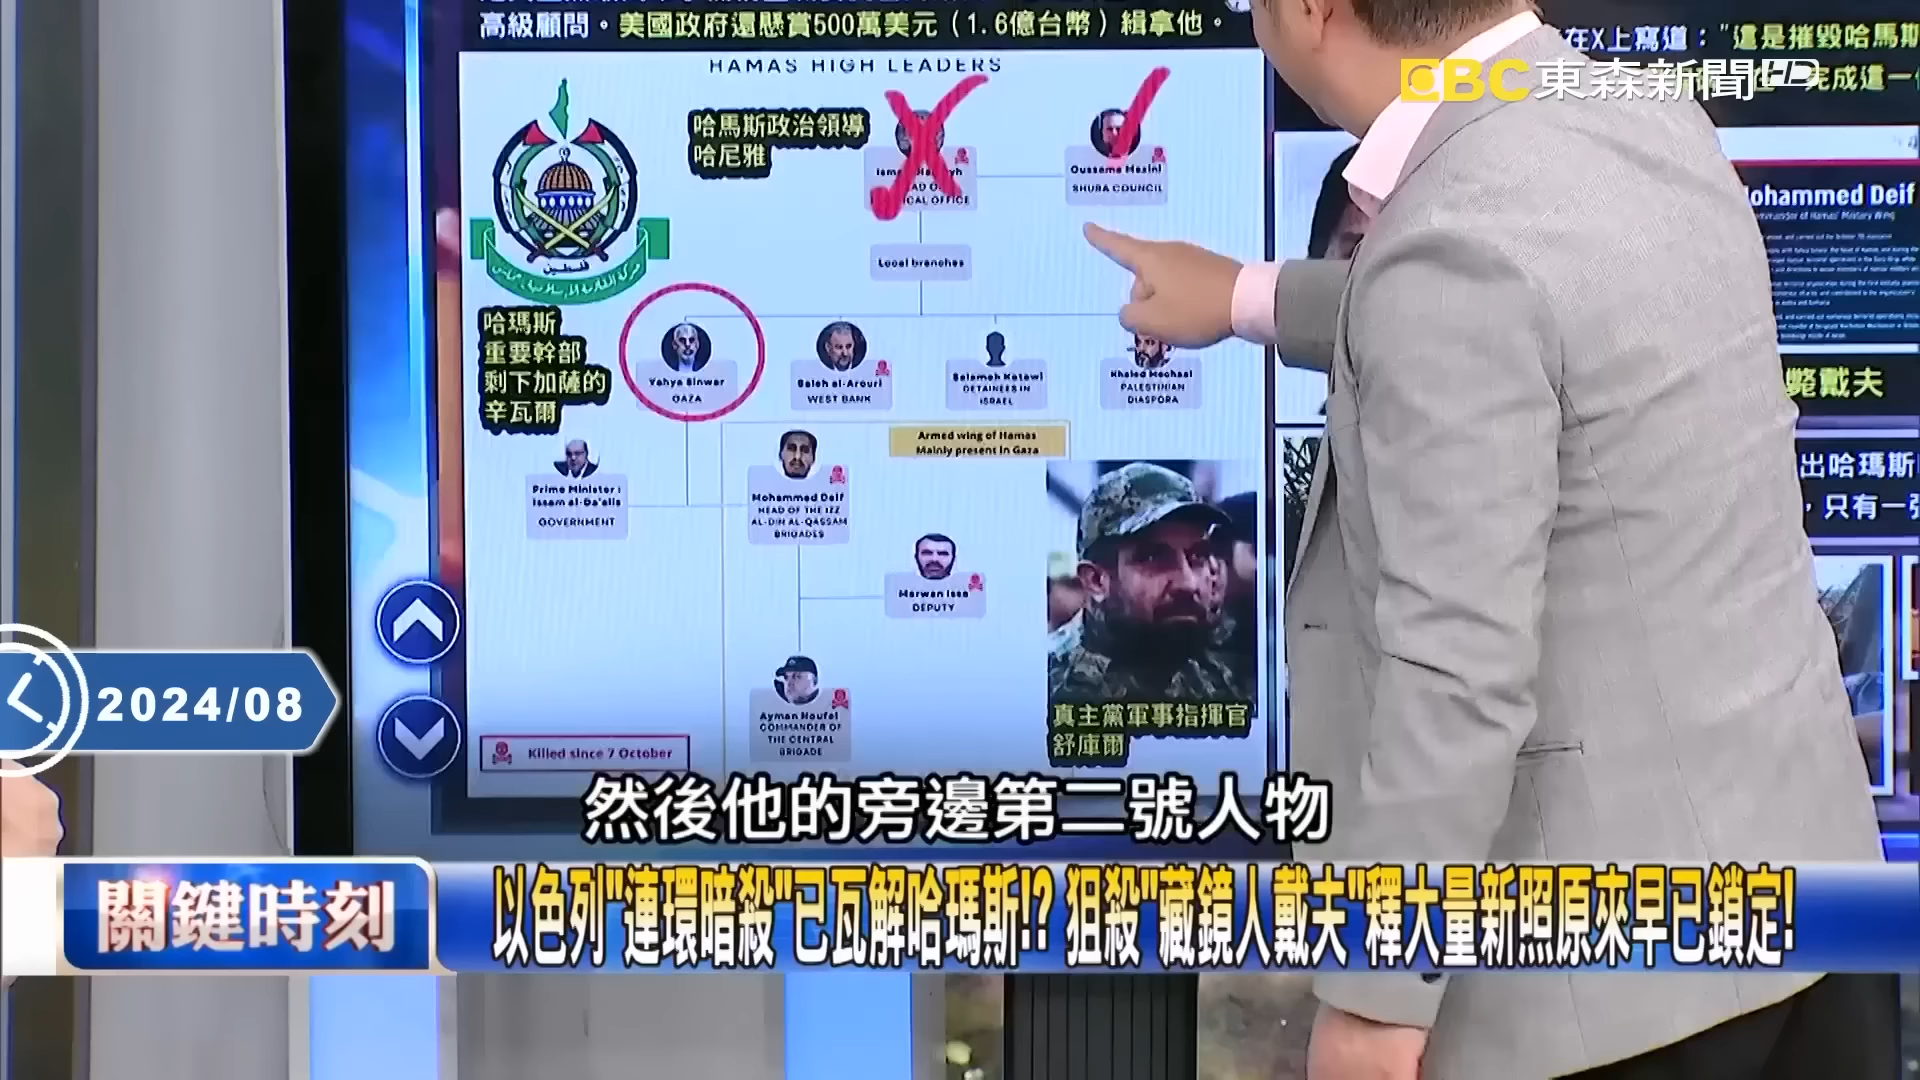 高級顧問。美國政府還懸賞500萬美元（1.6億台幣）緝拿他。
HAMAS HIGH LEADERS
哈馬斯政治領導
哈尼雅
Oussama Mazini
SHURA COUNCIL
Local branches
哈瑪斯
重要幹部
剩下加薩的
辛瓦爾
Yahya Sinwar
GAZA
Saleh al-Arouri
WEST BANK
Salameh Katawi
DETAINEES IN
ISRAEL
Khaled Mechaal
PALESTINIAN
DIASPORA
Armed wing of Hamas
Mainly present in Gaza
Prime Minister :
Issam al-Da'alis
GOVERNMENT
Mohammed Deif
HEAD OF THE IZZ
AL-DIN AL-QASSAM
BRIGADES
Marwan Issa
DEPUTY
Ayman Noufel
COMMANDER OF
THE CENTRAL
BRIGADE
Killed since 7 October
真主黨軍事指揮官
舒庫爾
在X上寫道："這是摧毀哈馬斯
完成這一
EBC東森新聞HD
Mohammed Deif
斃戴夫
出哈瑪斯
，只有一張
2024/08
然後他的旁邊第二號人物
關鍵時刻
以色列"連環暗殺"已瓦解哈瑪斯!? 狙殺"藏鏡人戴夫"釋大量新照原來早已鎖定!